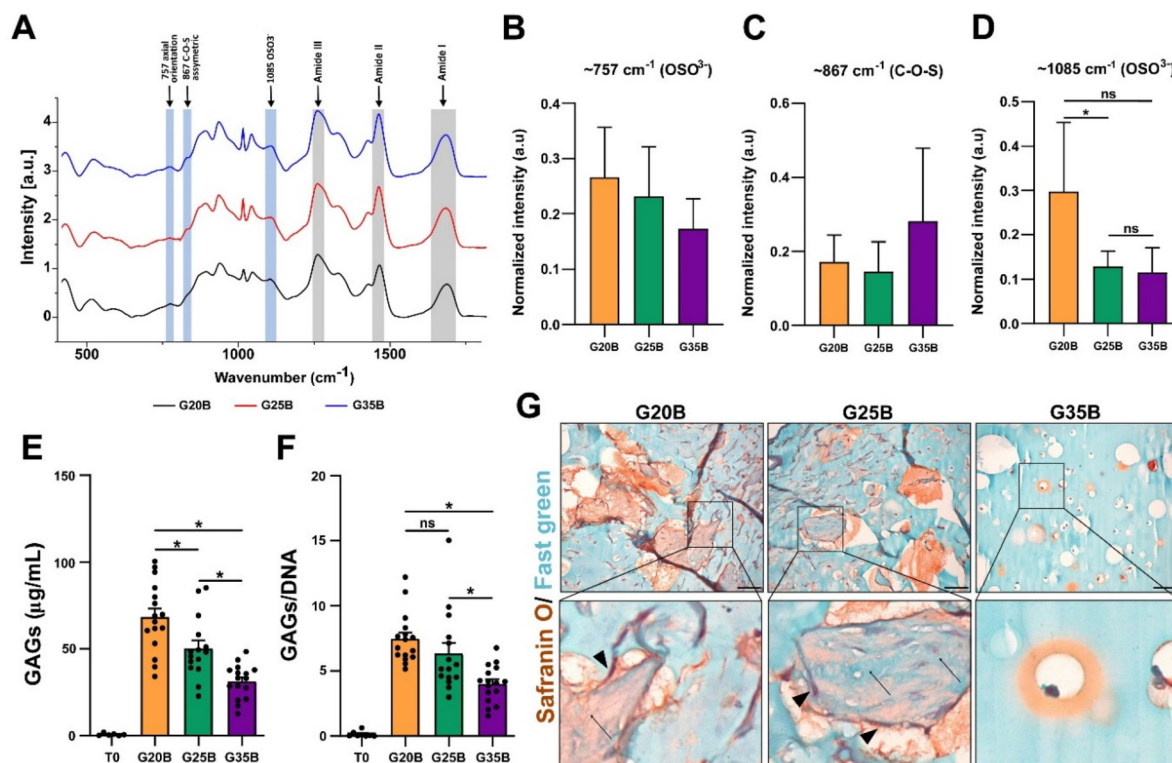 A
757 axial
orientation
867 C-O-S
assymetric
1085 OSO3-
Amide III
Amide II
Amide I
Intensity [a.u.]
4
3
2
1
0
500
1000
1500
Wavenumber (cm-1)
G20B
G25B
G35B
B
~757 cm-1 (OSO3-)
Normalized intensity (a.u)
0.4
0.3
0.2
0.1
0.0
G20B
G25B
G35B
C
~867 cm-1 (C-O-S)
Normalized intensity (a.u)
0.6
0.4
0.2
0.0
G20B
G25B
G35B
D
~1085 cm-1 (OSO3-)
Normalized intensity (a.u)
0.5
0.4
0.3
0.2
0.1
0.0
ns
*
ns
G20B
G25B
G35B
E
GAGs (µg/mL)
150
100
50
0
*
*
*
T0
G20B
G25B
G35B
F
GAGs/DNA
20
15
10
5
0
*
ns
*
T0
G20B
G25B
G35B
G
G20B
G25B
G35B
Safranin O/ Fast green